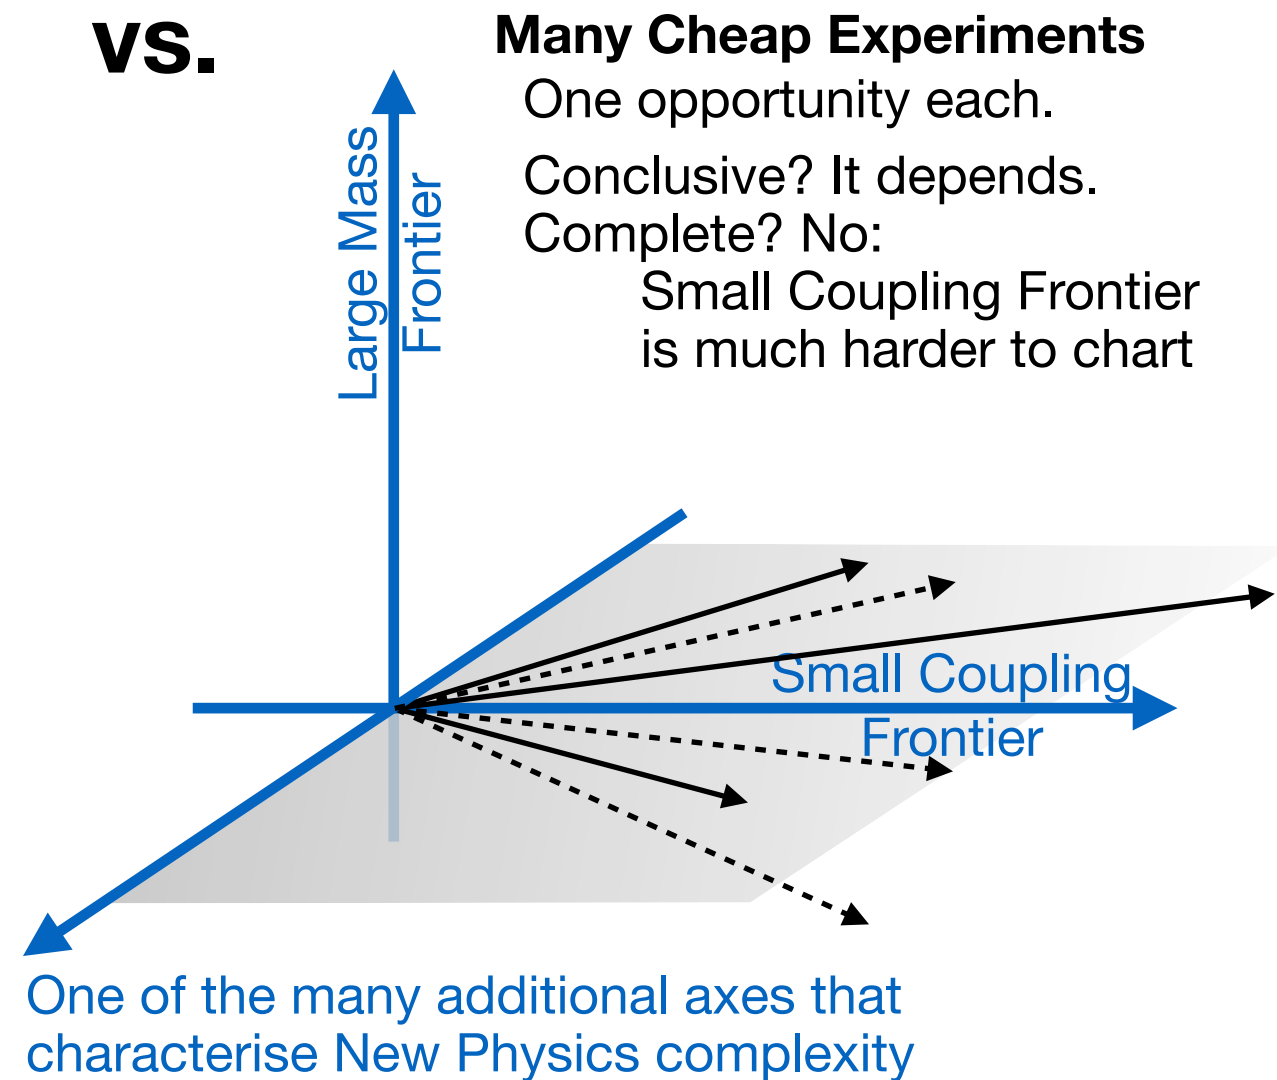 vs.
Many Cheap Experiments
One opportunity each.
Conclusive? It depends.
Complete? No:
Small Coupling Frontier
is much harder to chart
Large Mass
Frontier
Small Coupling
Frontier
One of the many additional axes that
characterise New Physics complexity